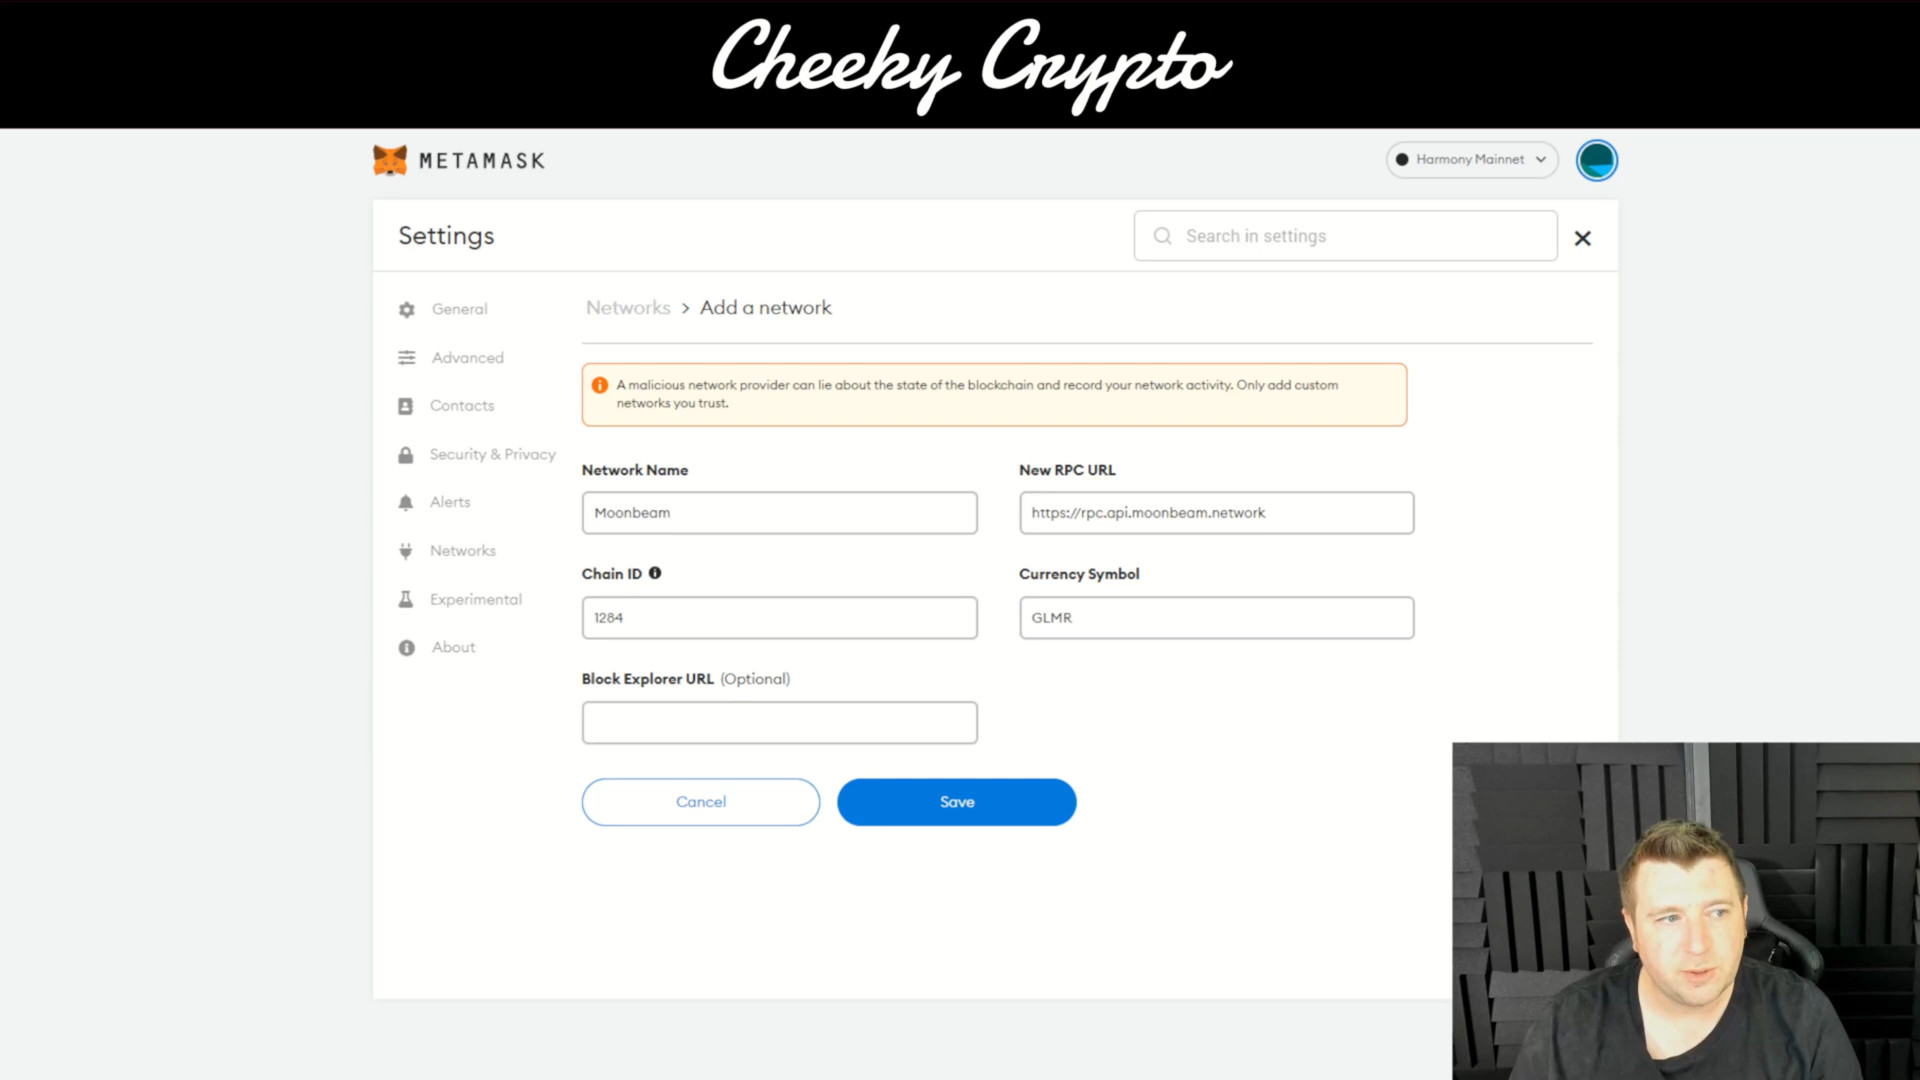 Cheeky Crypto
METAMASK
Harmony Mainnet
Settings
Search in settings
General
Advanced
Contacts
Security & Privacy
Alerts
Networks
Experimental
About
Networks > Add a network
A malicious network provider can lie about the state of the blockchain and record your network activity. Only add custom
networks you trust.
Network Name
New RPC URL
Moonbeam
https://rpc.api.moonbeam.network
Chain ID
Currency Symbol
1284
GLMR
Block Explorer URL (Optional)
Cancel
Save